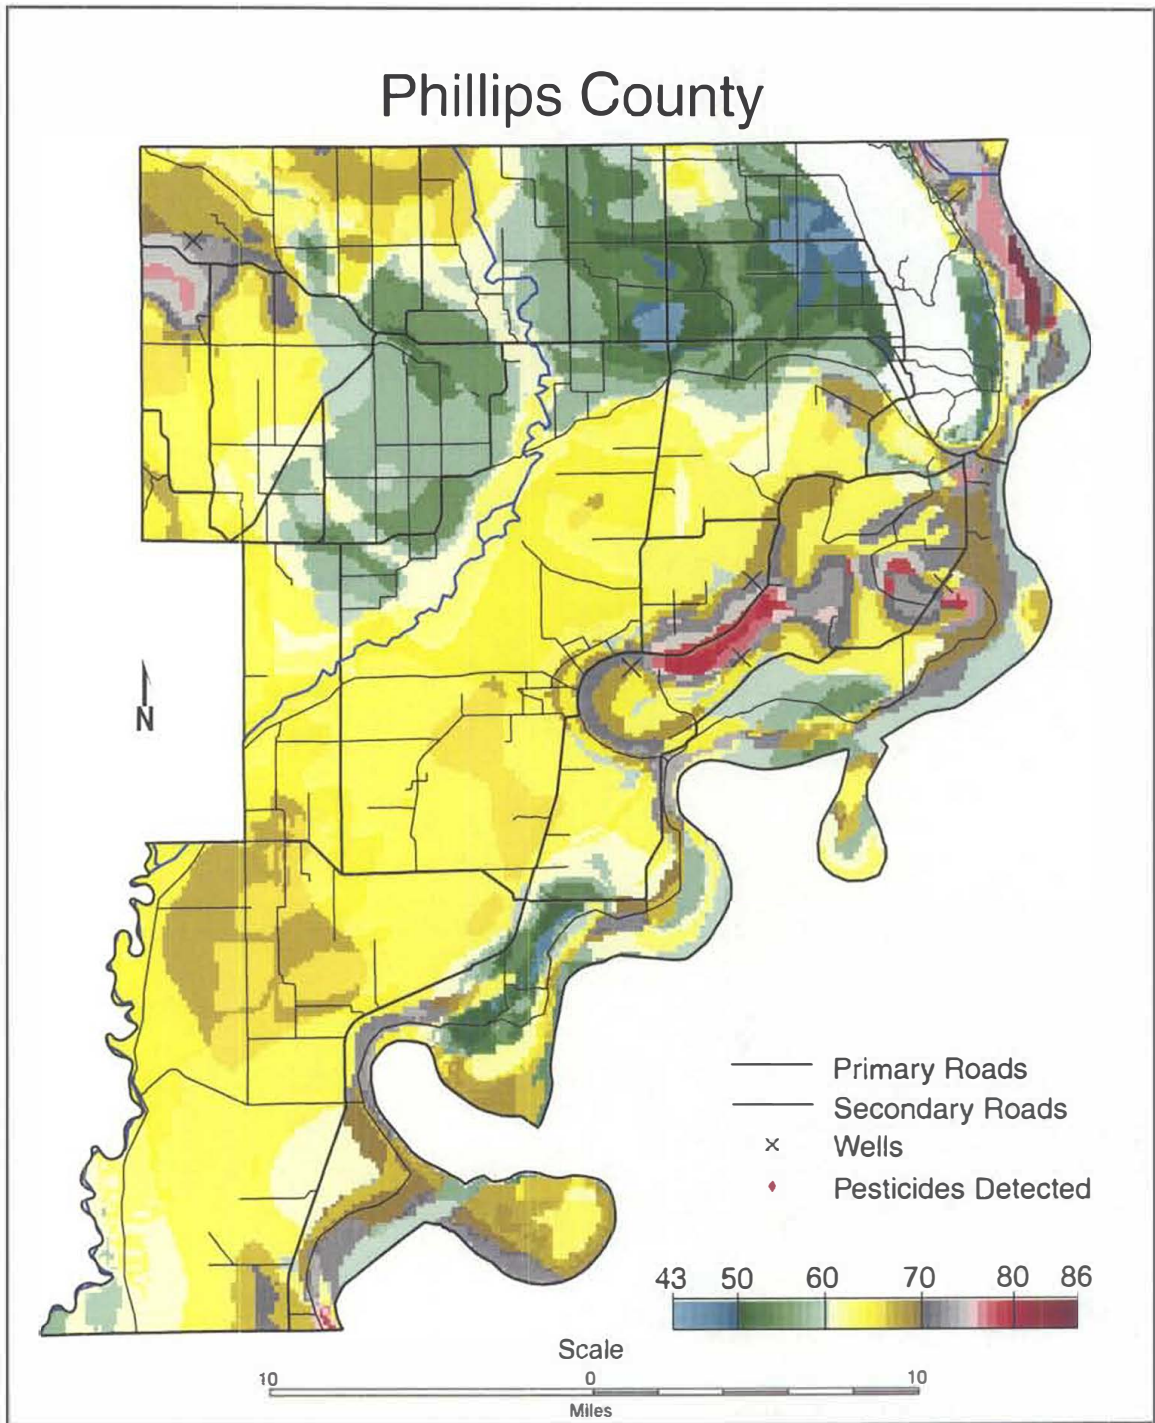 Phillips County
N
Primary Roads
Secondary Roads
Wells
Pesticides Detected
43 50 60 70 80 86
Scale
10 0 10
Miles